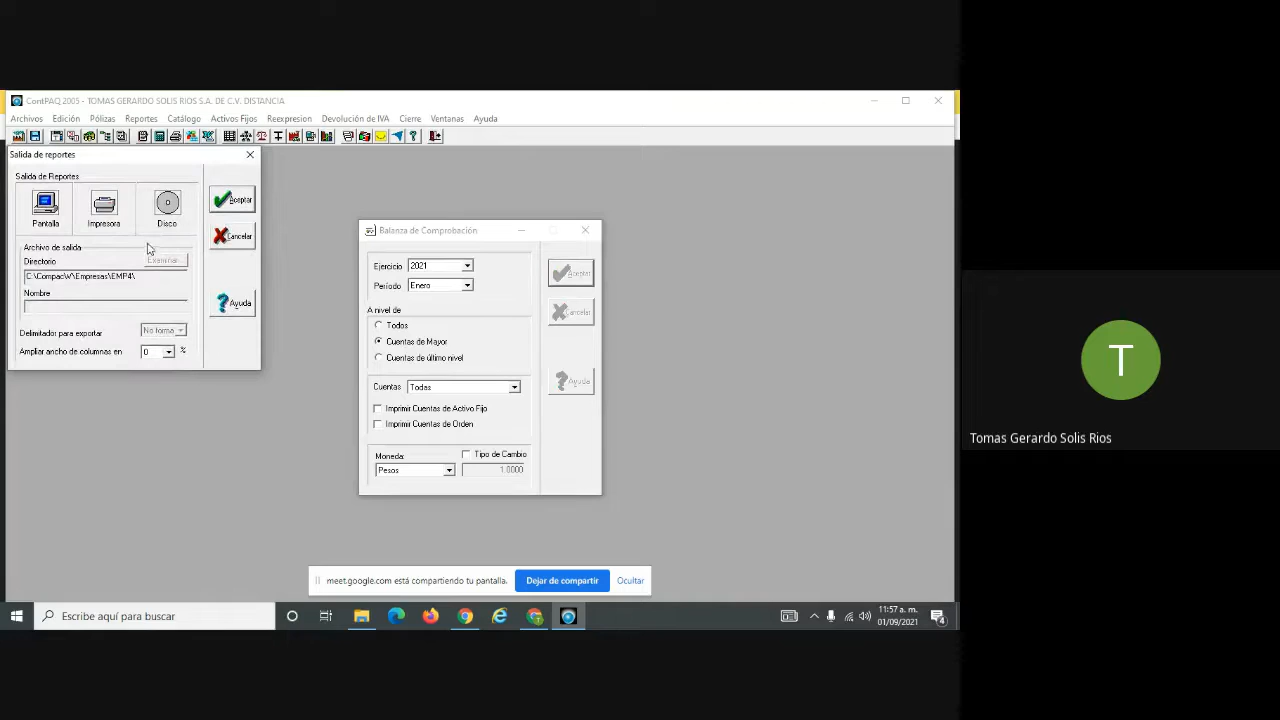 ContPAQ 2005 - TOMAS GERARDO SOLIS RIOS S.A. DE C.V. DISTANCIA
Archivos Edición Pólizas Reportes Catálogo Activos Fijos Reexpresion Devolución de IVA Cierre Ventanas Ayuda
Salida de reportes
Salida de Reportes
Pantalla Impresora Disco
Aceptar
Cancelar
Ayuda
Archivo de salida
Directorio Examinar...
C:\CompacW\Empresas\EMP4\
Nombre
Delimitador para exportar No forma
Ampliar ancho de columnas en 0 %
Balanza de Comprobación
Ejercicio 2021
Período Enero
A nivel de
Todos
Cuentas de Mayor
Cuentas de último nivel
Cuentas Todas
Imprimir Cuentas de Activo Fijo
Imprimir Cuentas de Orden
Moneda: Tipo de Cambio
Pesos 1.0000
Aceptar
Cancelar
Ayuda
T
Tomas Gerardo Solis Rios
meet.google.com está compartiendo tu pantalla. Dejar de compartir Ocultar
Escribe aquí para buscar
11:57 a. m.
01/09/2021
4